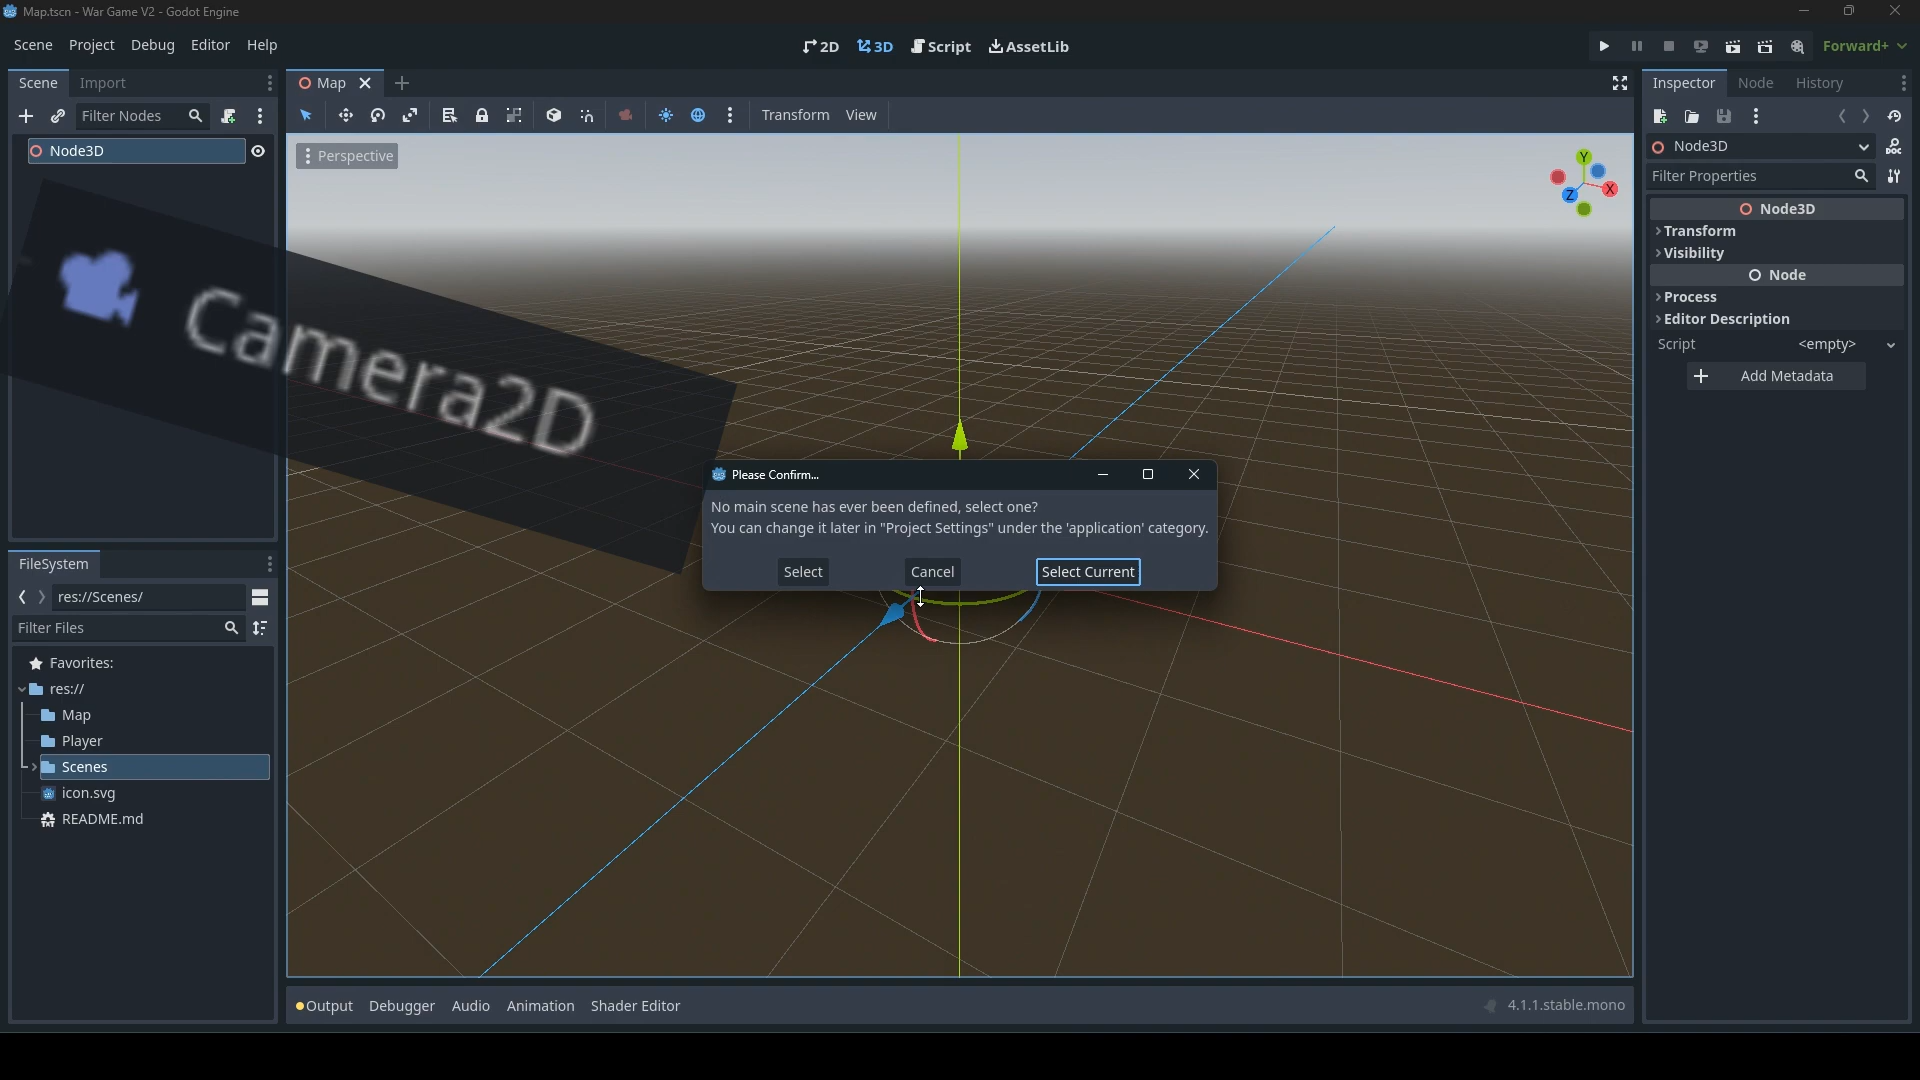 Map.tscn - War Game V2 - Godot Engine
Scene Project Debug Editor Help
2D 3D Script AssetLib
Forward+
Scene Import
Map
Inspector Node History
Filter Nodes
Transform View
Node3D
Perspective
Node3D
Filter Properties
Y
X
Z
Node3D
Transform
Visibility
Node
Process
Editor Description
Script <empty>
Add Metadata
Camera2D
Please Confirm...
No main scene has ever been defined, select one?
You can change it later in "Project Settings" under the 'application' category.
Select Cancel Select Current
FileSystem
res://Scenes/
Filter Files
Favorites:
res://
Map
Player
Scenes
icon.svg
README.md
Output Debugger Audio Animation Shader Editor
4.1.1.stable.mono